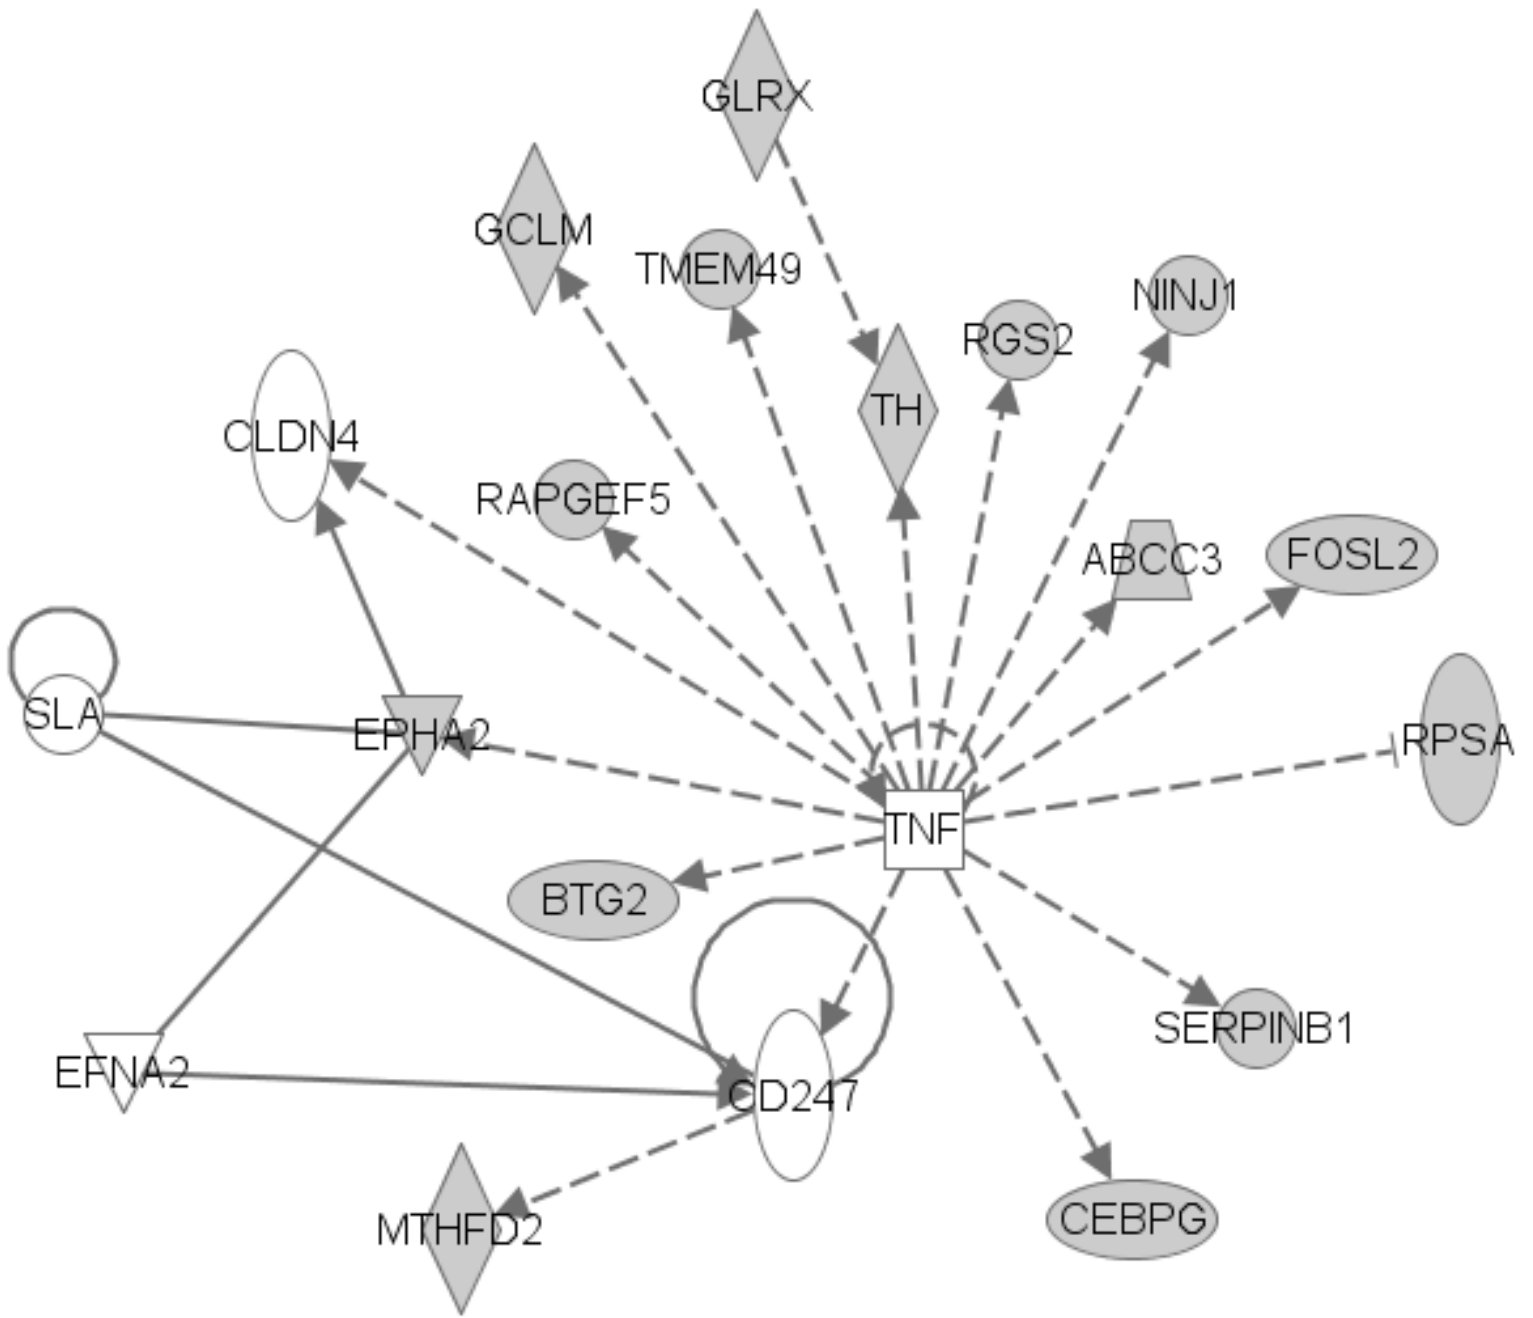 GLRX
GCLM
TMEM49
NINJ1
RGS2
TH
CLDN4
RAPGEF5
ABCC3
FOSL2
SLA
EPHA2
RPSA
TNF
BTG2
SERPINB1
EFNA2
CD247
CEBPG
MTHFD2